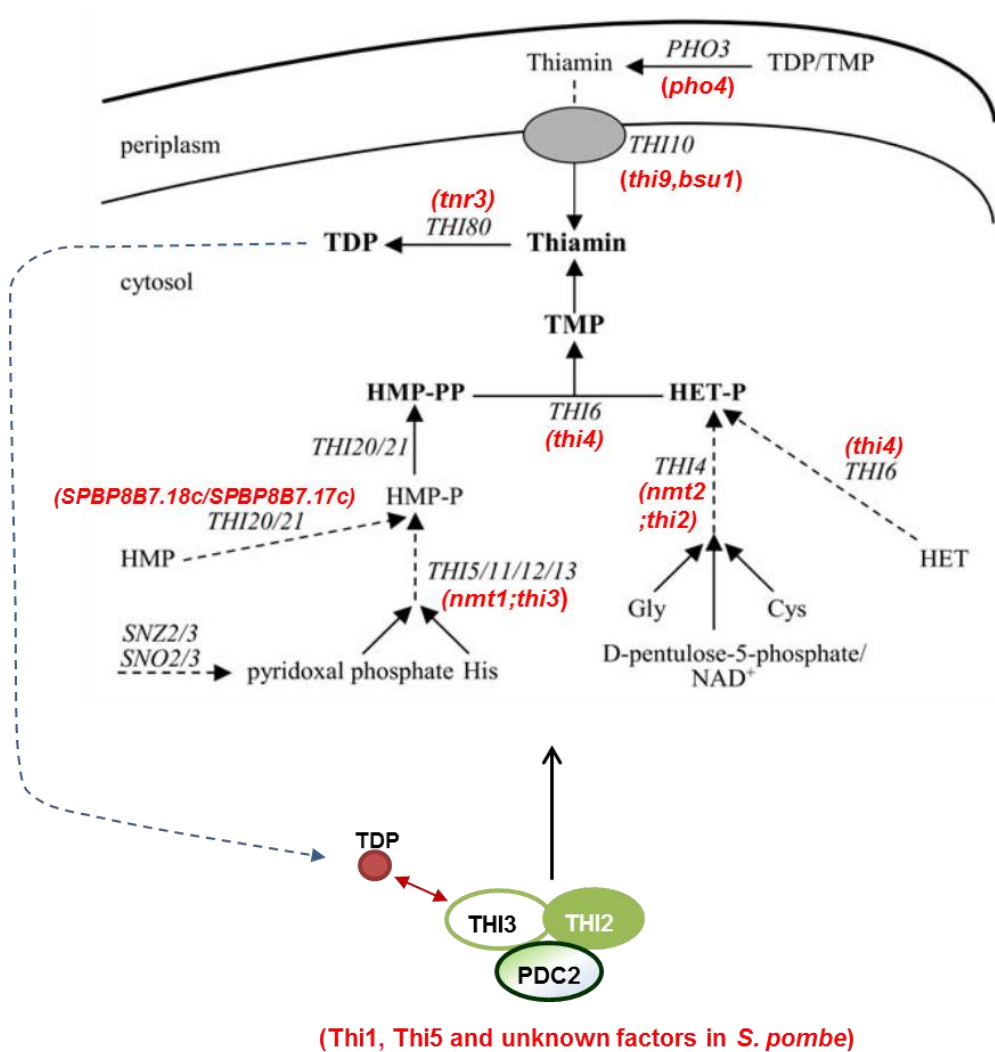 PHO3
Thiamin TDP/TMP
(pho4)
periplasm
THI10
(thi9,bsu1)
(tnr3)
THI80
TDP Thiamin
cytosol
TMP
HMP-PP HET-P
THI6
(thi4)
THI20/21
(thi4)
THI6
THI4
(nmt2
;thi2)
(SPBP8B7.18c/SPBP8B7.17c)
HMP-P
THI20/21
HMP
HET
THI5/11/12/13
(nmt1;thi3)
Gly Cys
SNZ2/3
SNO2/3
pyridoxal phosphate His
D-pentulose-5-phosphate/
NAD+
TDP
THI3 THI2
PDC2
(Thi1, Thi5 and unknown factors in S. pombe)